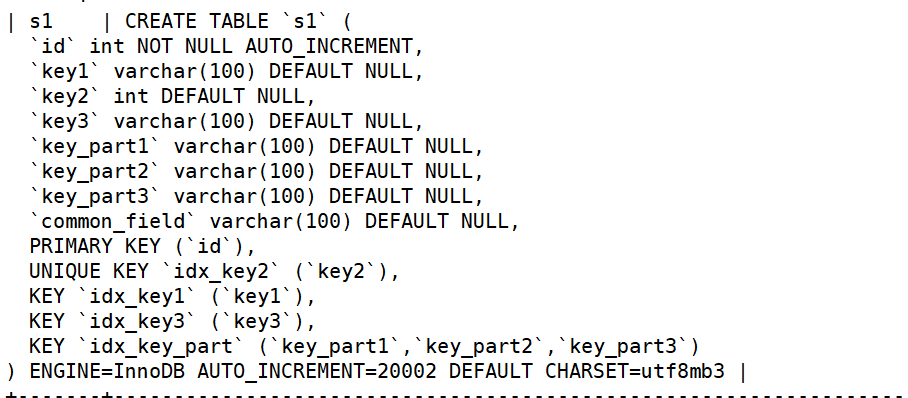 | s1    | CREATE TABLE `s1` (
  `id` int NOT NULL AUTO_INCREMENT,
  `key1` varchar(100) DEFAULT NULL,
  `key2` int DEFAULT NULL,
  `key3` varchar(100) DEFAULT NULL,
  `key_part1` varchar(100) DEFAULT NULL,
  `key_part2` varchar(100) DEFAULT NULL,
  `key_part3` varchar(100) DEFAULT NULL,
  `common_field` varchar(100) DEFAULT NULL,
  PRIMARY KEY (`id`),
  UNIQUE KEY `idx_key2` (`key2`),
  KEY `idx_key1` (`key1`),
  KEY `idx_key3` (`key3`),
  KEY `idx_key_part` (`key_part1`,`key_part2`,`key_part3`)
) ENGINE=InnoDB AUTO_INCREMENT=20002 DEFAULT CHARSET=utf8mb3 |
+-------+------------------------------------------------------------------